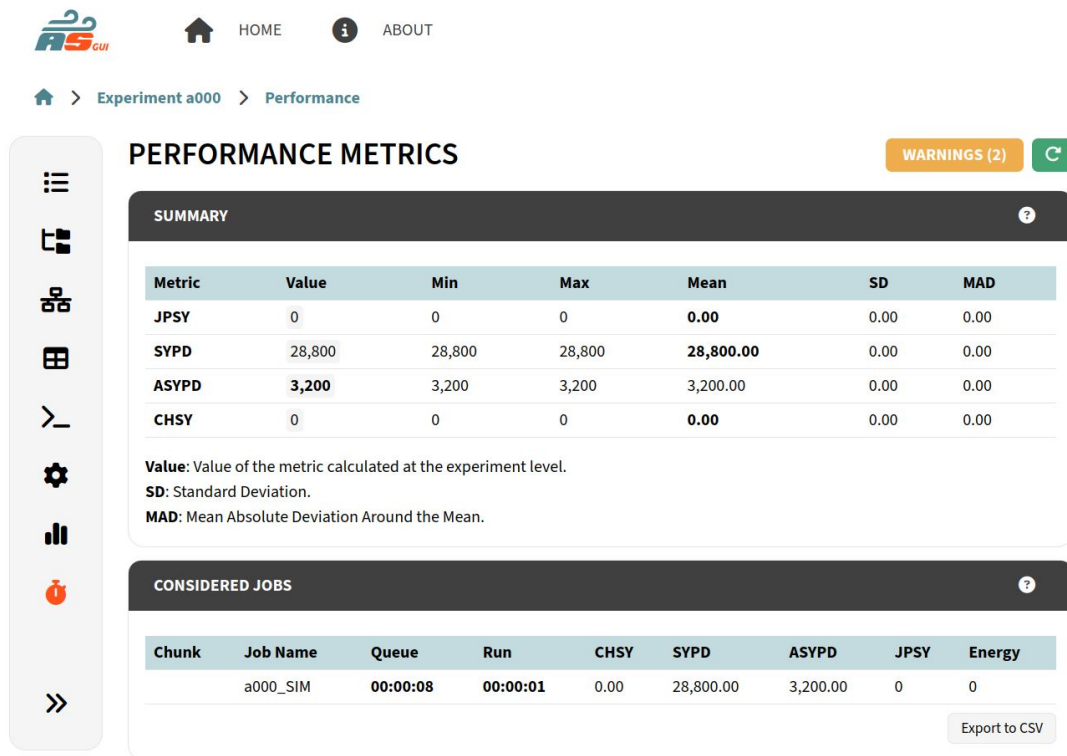 AS GUI
HOME
ABOUT
Experiment a000
Performance
PERFORMANCE METRICS
WARNINGS (2)
SUMMARY
?
Metric Value Min Max Mean SD MAD
JPSY 0 0 0 0.00 0.00 0.00
SYPD 28,800 28,800 28,800 28,800.00 0.00 0.00
ASYPD 3,200 3,200 3,200 3,200.00 0.00 0.00
CHSY 0 0 0 0.00 0.00 0.00
Value: Value of the metric calculated at the experiment level.
SD: Standard Deviation.
MAD: Mean Absolute Deviation Around the Mean.
CONSIDERED JOBS
?
Chunk Job Name Queue Run CHSY SYPD ASYPD JPSY Energy
a000_SIM 00:00:08 00:00:01 0.00 28,800.00 3,200.00 0 0
Export to CSV